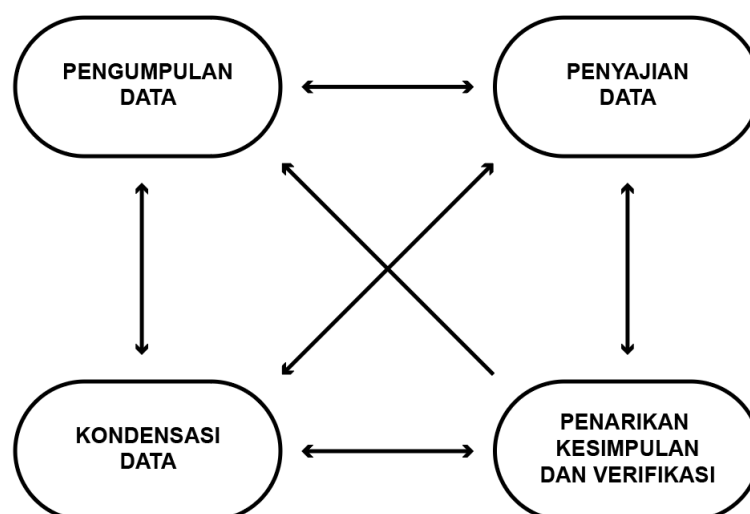 PENGUMPULAN
DATA
PENYAJIAN
DATA
KONDENSASI
DATA
PENARIKAN
KESIMPULAN
DAN VERIFIKASI